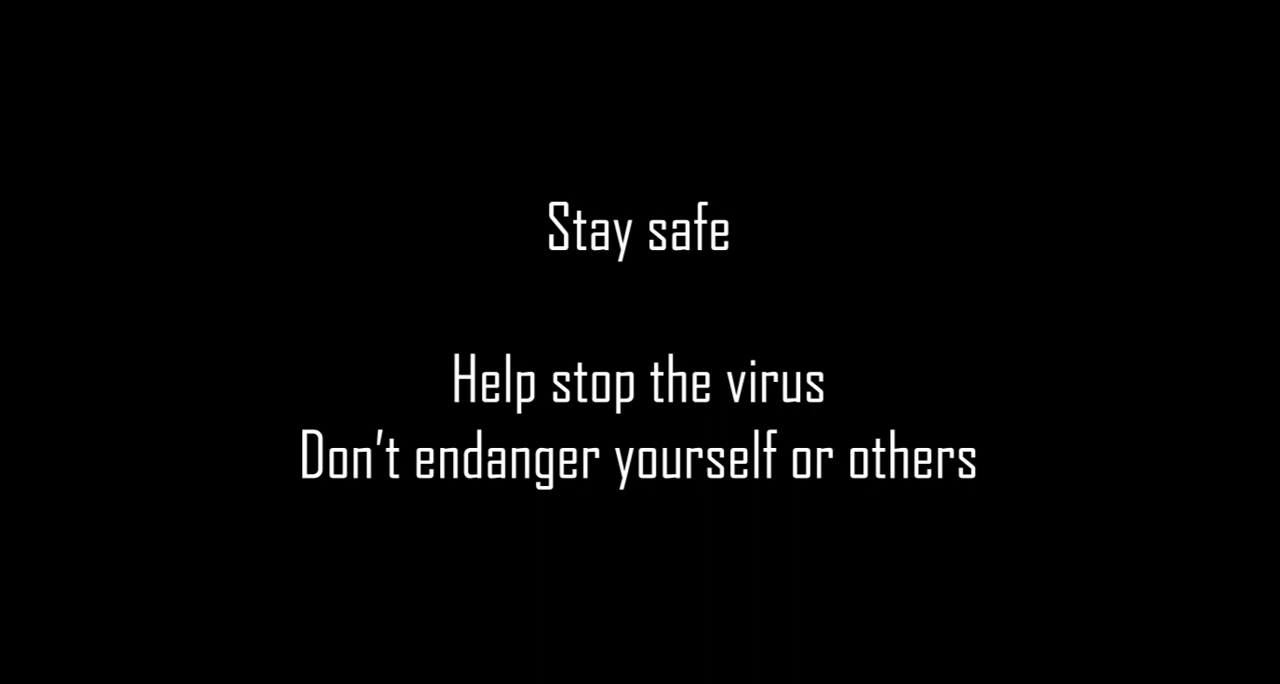 Stay safe
Help stop the virus
Don’t endanger yourself or others